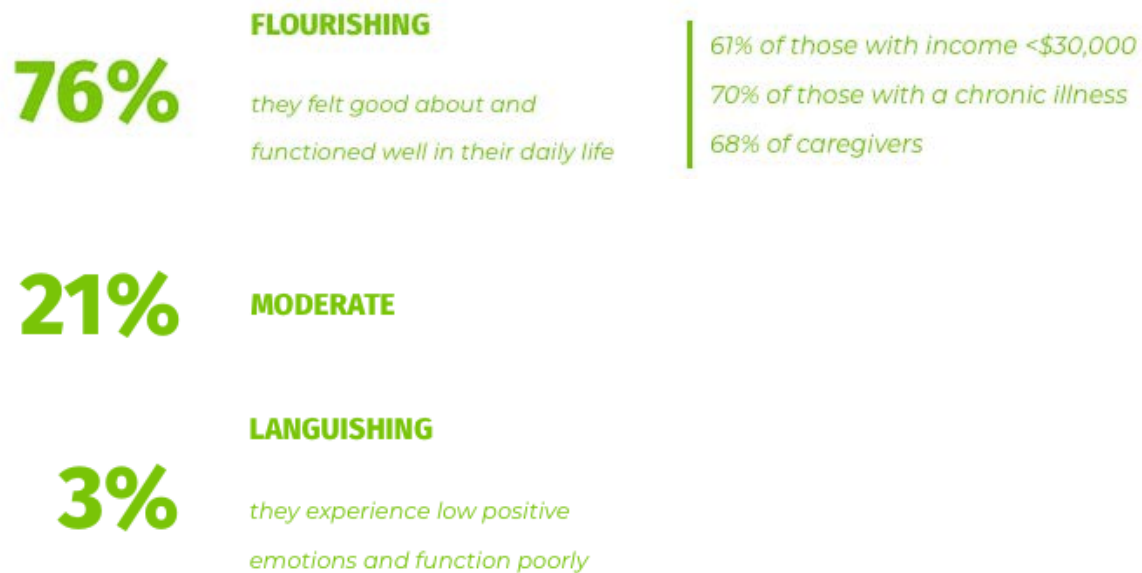 76%
FLOURISHING
they felt good about and
functioned well in their daily life
61% of those with income <$30,000
70% of those with a chronic illness
68% of caregivers
21%
MODERATE
3%
LANGUISHING
they experience low positive
emotions and function poorly